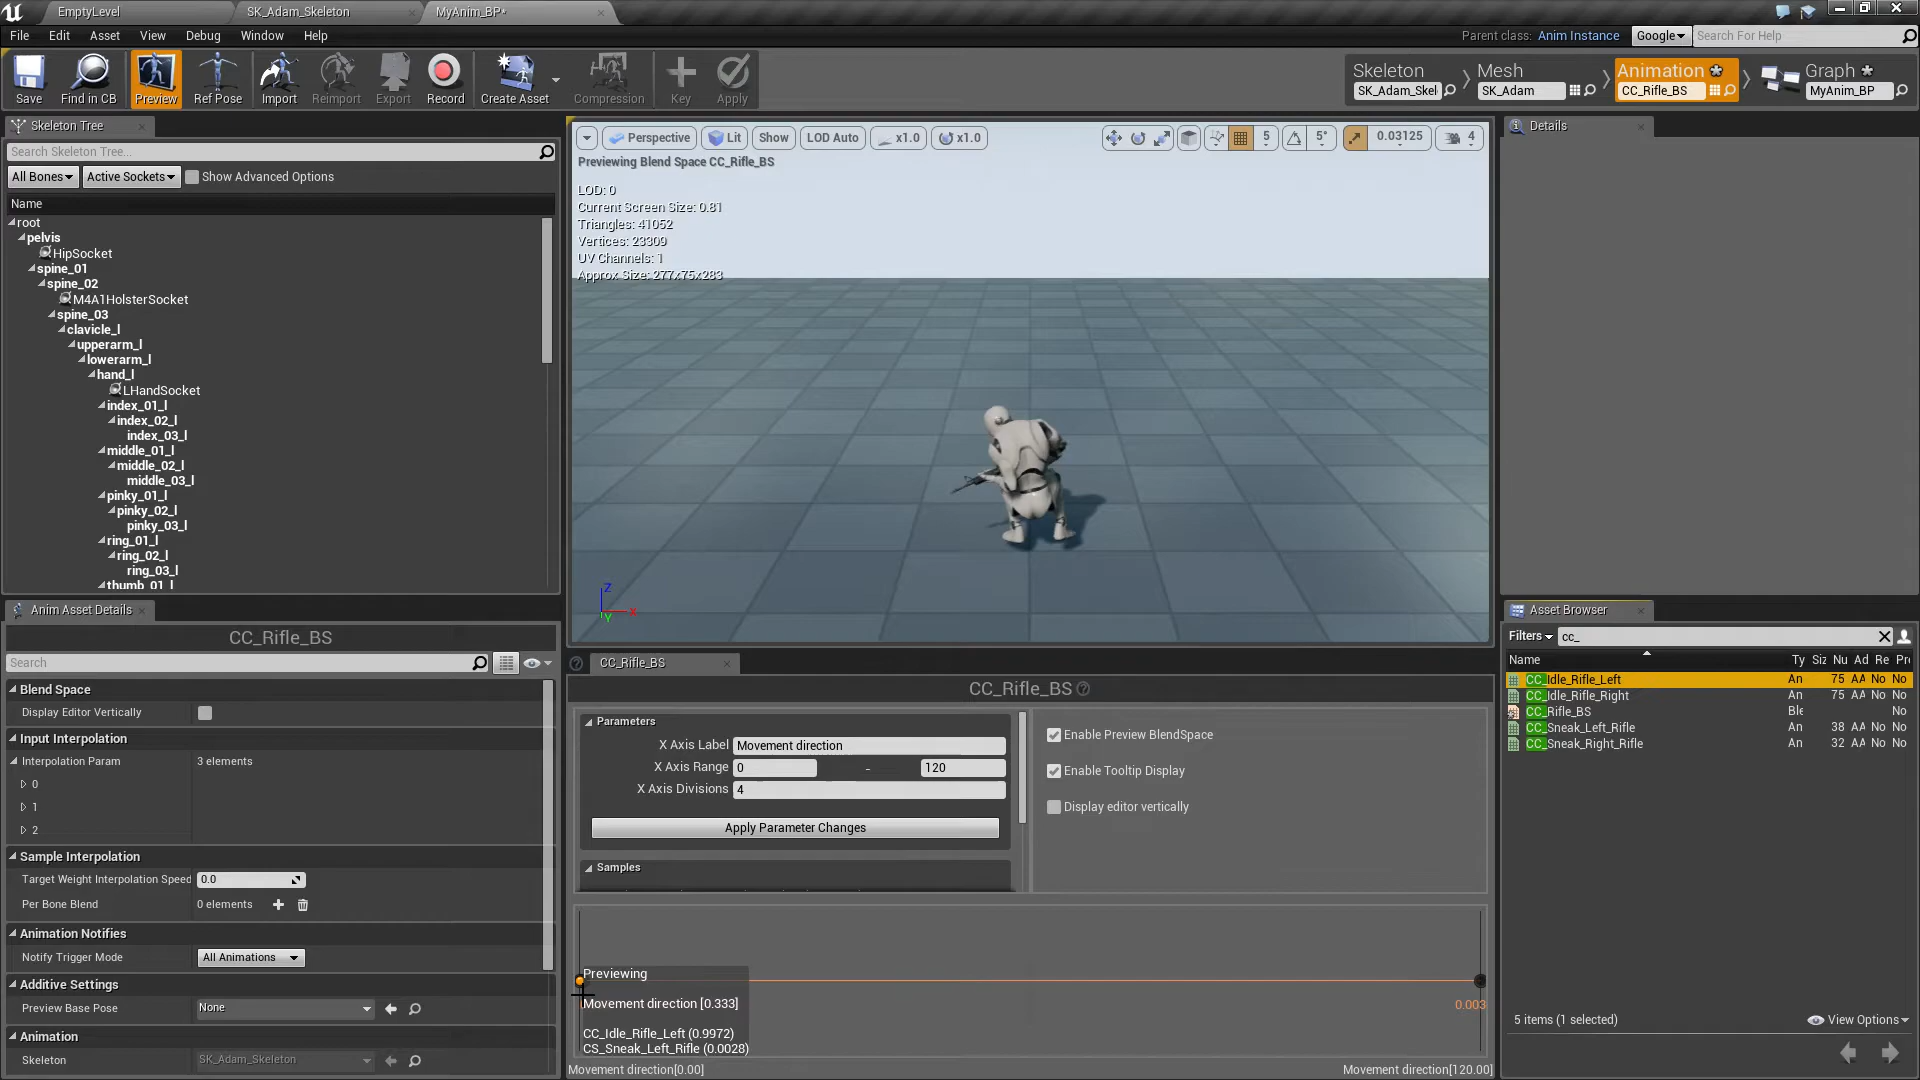 EmptyLevel
SK_Adam_Skeleton
MyAnim_BP*
File Edit Asset View Debug Window Help
Parent class: Anim Instance
Google
Search For Help
Save
Find in CB
Preview
Ref Pose
Import
Reimport
Export
Record
Create Asset
Compression
Key
Apply
Skeleton
SK_Adam_Skel
Mesh
SK_Adam
Animation
CC_Rifle_BS
Graph
MyAnim_BP
Skeleton Tree
Search Skeleton Tree...
All Bones
Active Sockets
Show Advanced Options
Name
root
pelvis
HipSocket
spine_01
spine_02
M4A1HolsterSocket
spine_03
clavicle_l
upperarm_l
lowerarm_l
hand_l
LHandSocket
index_01_l
index_02_l
index_03_l
middle_01_l
middle_02_l
middle_03_l
pinky_01_l
pinky_02_l
pinky_03_l
ring_01_l
ring_02_l
ring_03_l
thumb_01_l
Perspective
Lit
Show
LOD Auto
x1.0
x1.0
5
5°
0.03125
4
Previewing Blend Space CC_Rifle_BS
LOD: 0
Current Screen Size: 0.81
Triangles: 41052
Vertices: 23309
UV Channels: 1
Approx Size: 277x75x283
Z
X
Y
Details
Anim Asset Details
CC_Rifle_BS
Search
Blend Space
Display Editor Vertically
Input Interpolation
Interpolation Param 3 elements
0
1
2
Sample Interpolation
Target Weight Interpolation Speed 0.0
Per Bone Blend 0 elements
Animation Notifies
Notify Trigger Mode All Animations
Additive Settings
Preview Base Pose None
Animation
Skeleton SK_Adam_Skeleton
CC_Rifle_BS
CC_Rifle_BS
Parameters
X Axis Label Movement direction
X Axis Range 0 - 120
X Axis Divisions 4
Apply Parameter Changes
Samples
Enable Preview BlendSpace
Enable Tooltip Display
Display editor vertically
Previewing
Movement direction [0.333]
CC_Idle_Rifle_Left (0.9972)
CS_Sneak_Left_Rifle (0.0028)
0.003
Movement direction[0.00]
Movement direction[120.00]
Asset Browser
Filters
cc_
Name Ty Siz Nu Ad Re Pr
CC_Idle_Rifle_Left An 75 AA No No
CC_Idle_Rifle_Right An 75 AA No No
CC_Rifle_BS Ble No
CC_Sneak_Left_Rifle An 38 AA No No
CC_Sneak_Right_Rifle An 32 AA No No
5 items (1 selected)
View Options